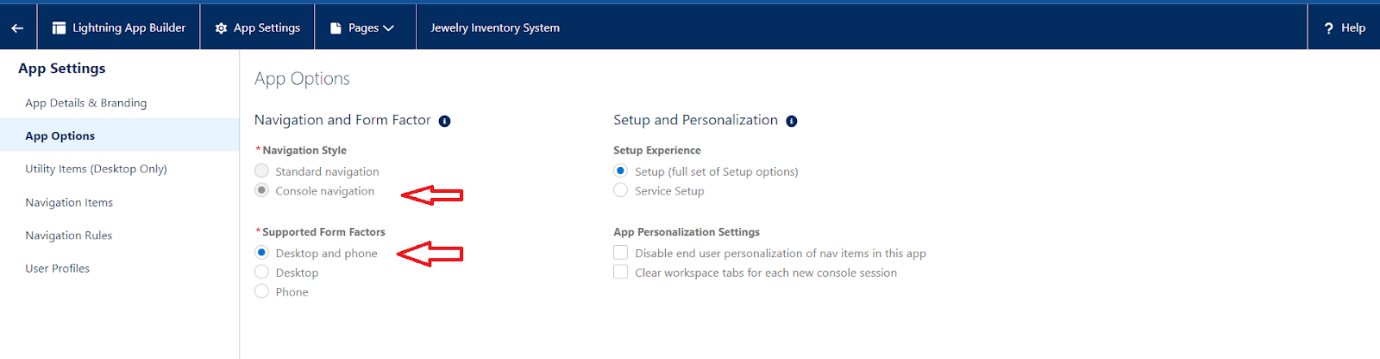 Lightning App Builder
App Settings
Pages
Jewelry Inventory System
? Help
App Settings
App Details & Branding
App Options
Utility Items (Desktop Only)
Navigation Items
Navigation Rules
User Profiles
App Options
Navigation and Form Factor
*Navigation Style
Standard navigation
Console navigation
*Supported Form Factors
Desktop and phone
Desktop
Phone
Setup and Personalization
Setup Experience
Setup (full set of Setup options)
Service Setup
App Personalization Settings
Disable end user personalization of nav items in this app
Clear workspace tabs for each new console session